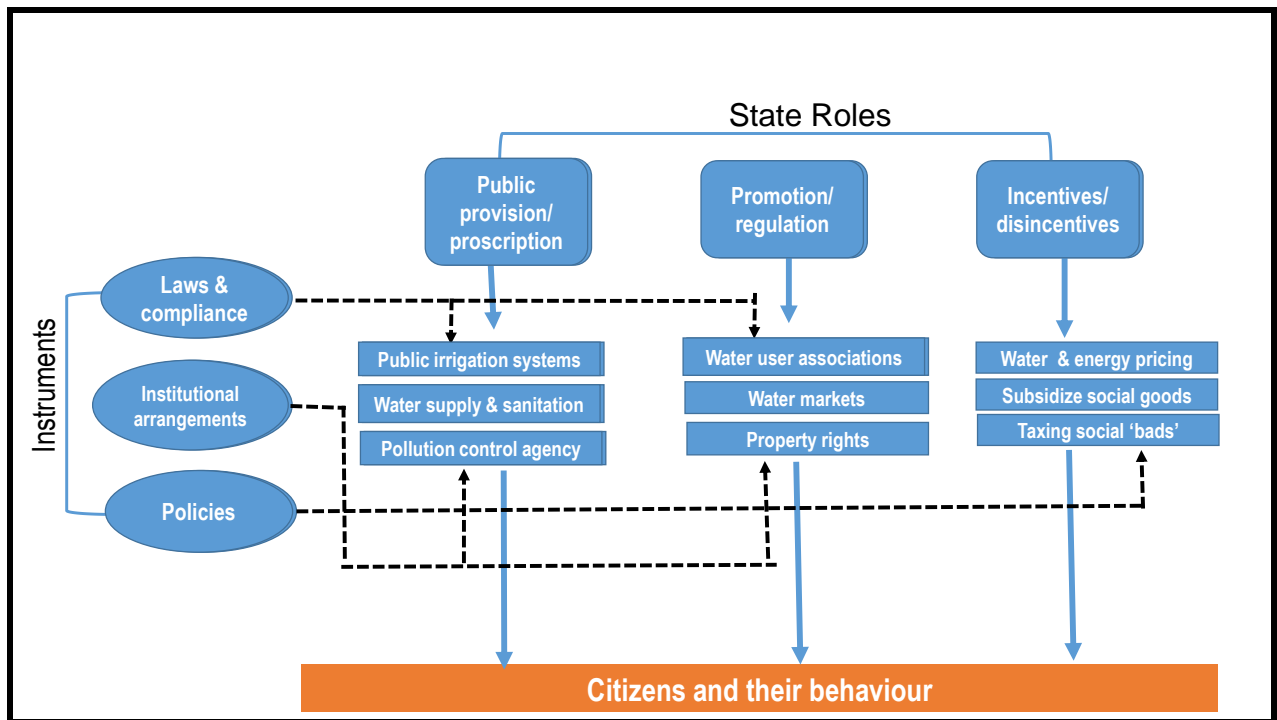 State Roles
Public
provision/
proscription
Promotion/
regulation
Incentives/
disincentives
Instruments
Laws &
compliance
Institutional
arrangements
Policies
Public irrigation systems
Water supply & sanitation
Pollution control agency
Water user associations
Water markets
Property rights
Water & energy pricing
Subsidize social goods
Taxing social ‘bads’
Citizens and their behaviour